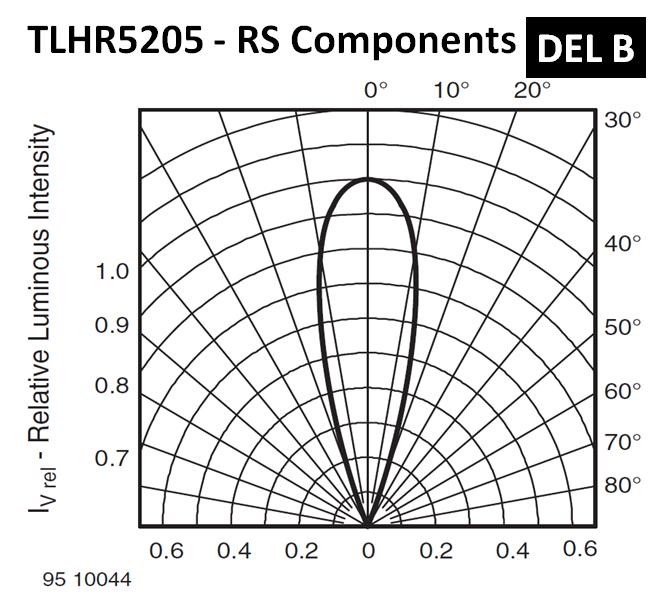 TLHR5205 - RS Components
DEL B
0° 10° 20°
30°
40°
50°
60°
70°
80°
IV rel - Relative Luminous Intensity
1.0
0.9
0.8
0.7
0.6 0.4 0.2 0 0.2 0.4 0.6
95 10044